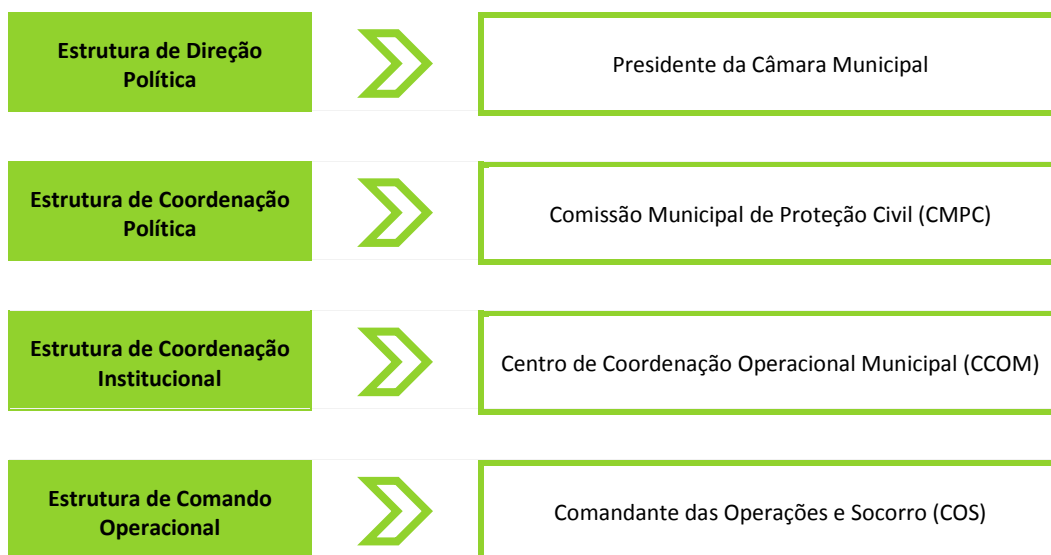 Estrutura de Direção
Política
Presidente da Câmara Municipal
Estrutura de Coordenação
Política
Comissão Municipal de Proteção Civil (CMPC)
Estrutura de Coordenação
Institucional
Centro de Coordenação Operacional Municipal (CCOM)
Estrutura de Comando
Operacional
Comandante das Operações e Socorro (COS)